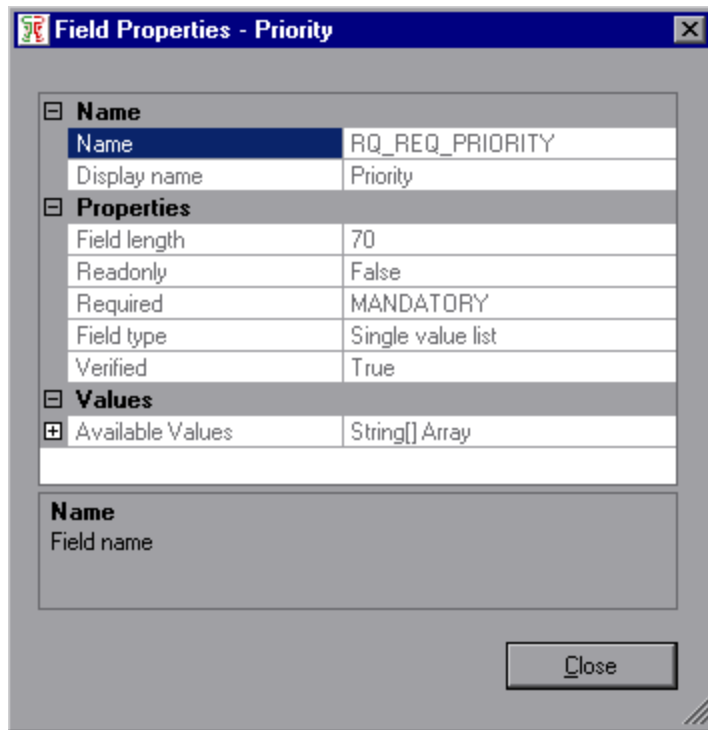 Field Properties - Priority
Name
Name RQ_REQ_PRIORITY
Display name Priority
Properties
Field length 70
Readonly False
Required MANDATORY
Field type Single value list
Verified True
Values
Available Values String[] Array
Name
Field name
Close